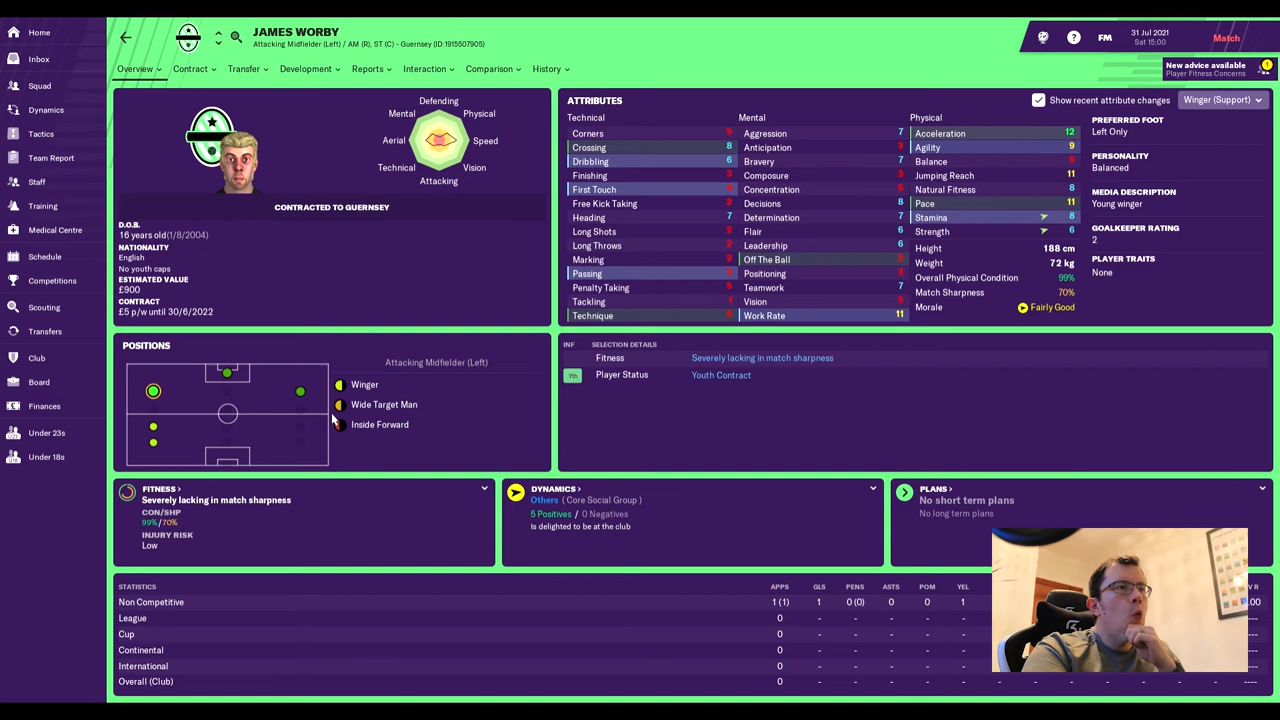 Home
Inbox
Squad
Dynamics
Tactics
Team Report
Staff
Training
Medical Centre
Schedule
Competitions
Scouting
Transfers
Club
Board
Finances
Under 23s
Under 18s
JAMES WORBY
Attacking Midfielder (Left) / AM (R), ST (C) - Guernsey (ID:1915507905)
FM
31 Jul 2021
Sat 15:00
Match
New advice available
Player Fitness Concerns
1
Overview
Contract
Transfer
Development
Reports
Interaction
Comparison
History
Defending
Mental
Physical
Aerial
Speed
Technical
Vision
Attacking
CONTRACTED TO GUERNSEY
D.O.B.
16 years old (1/8/2004)
NATIONALITY
English
No youth caps
ESTIMATED VALUE
£900
CONTRACT
£5 p/w until 30/6/2022
ATTRIBUTES
Show recent attribute changes
Winger (Support)
Technical
Corners
Crossing 8
Dribbling 6
Finishing
First Touch
Free Kick Taking 2
Heading 7
Long Shots 2
Long Throws
Marking 2
Passing
Penalty Taking 5
Tackling 1
Technique
Mental
Aggression 7
Anticipation 3
Bravery 7
Composure 3
Concentration
Decisions 8
Determination 7
Flair 6
Leadership 6
Off The Ball
Positioning 3
Teamwork 7
Vision 5
Work Rate 11
Physical
Acceleration 12
Agility 9
Balance
Jumping Reach 11
Natural Fitness 8
Pace 11
Stamina 8
Strength 6
Height 188 cm
Weight 72 kg
Overall Physical Condition 99%
Match Sharpness 70%
Morale Fairly Good
PREFERRED FOOT
Left Only
PERSONALITY
Balanced
MEDIA DESCRIPTION
Young winger
GOALKEEPER RATING
2
PLAYER TRAITS
None
POSITIONS
Attacking Midfielder (Left)
Winger
Wide Target Man
Inside Forward
INF SELECTION DETAILS
Fitness Severely lacking in match sharpness
Yth Player Status Youth Contract
FITNESS >
Severely lacking in match sharpness
CON/SHP
99%/70%
INJURY RISK
Low
DYNAMICS >
Others ( Core Social Group )
5 Positives / 0 Negatives
Is delighted to be at the club
PLANS >
No short term plans
No long term plans
STATISTICS APPS GLS PENS ASTS POM YEL V R
Non Competitive 1 (1) 1 0 (0) 0 0 1 .00
League 0 - - - - -
Cup 0 - - - - -
Continental 0 - - - - -
International 0 - - - - -
Overall (Club) 0 - - - - - - - - - ----